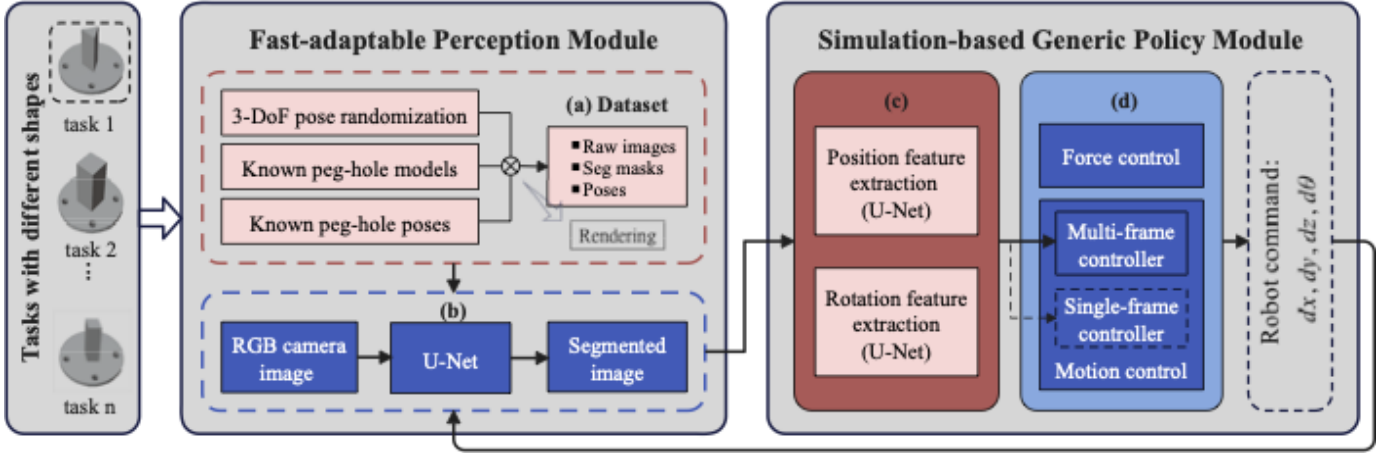 Tasks with different shapes
task 1
task 2
⋮
task n
Fast-adaptable Perception Module
3-DoF pose randomization
Known peg-hole models
Known peg-hole poses
(a) Dataset
▪ Raw images
▪ Seg masks
▪ Poses
Rendering
(b)
RGB camera
image
U-Net
Segmented
image
Simulation-based Generic Policy Module
(c)
Position feature
extraction
(U-Net)
Rotation feature
extraction
(U-Net)
(d)
Force control
Multi-frame
controller
Single-frame
controller
Motion control
Robot command:
dx, dy, dz, dθ